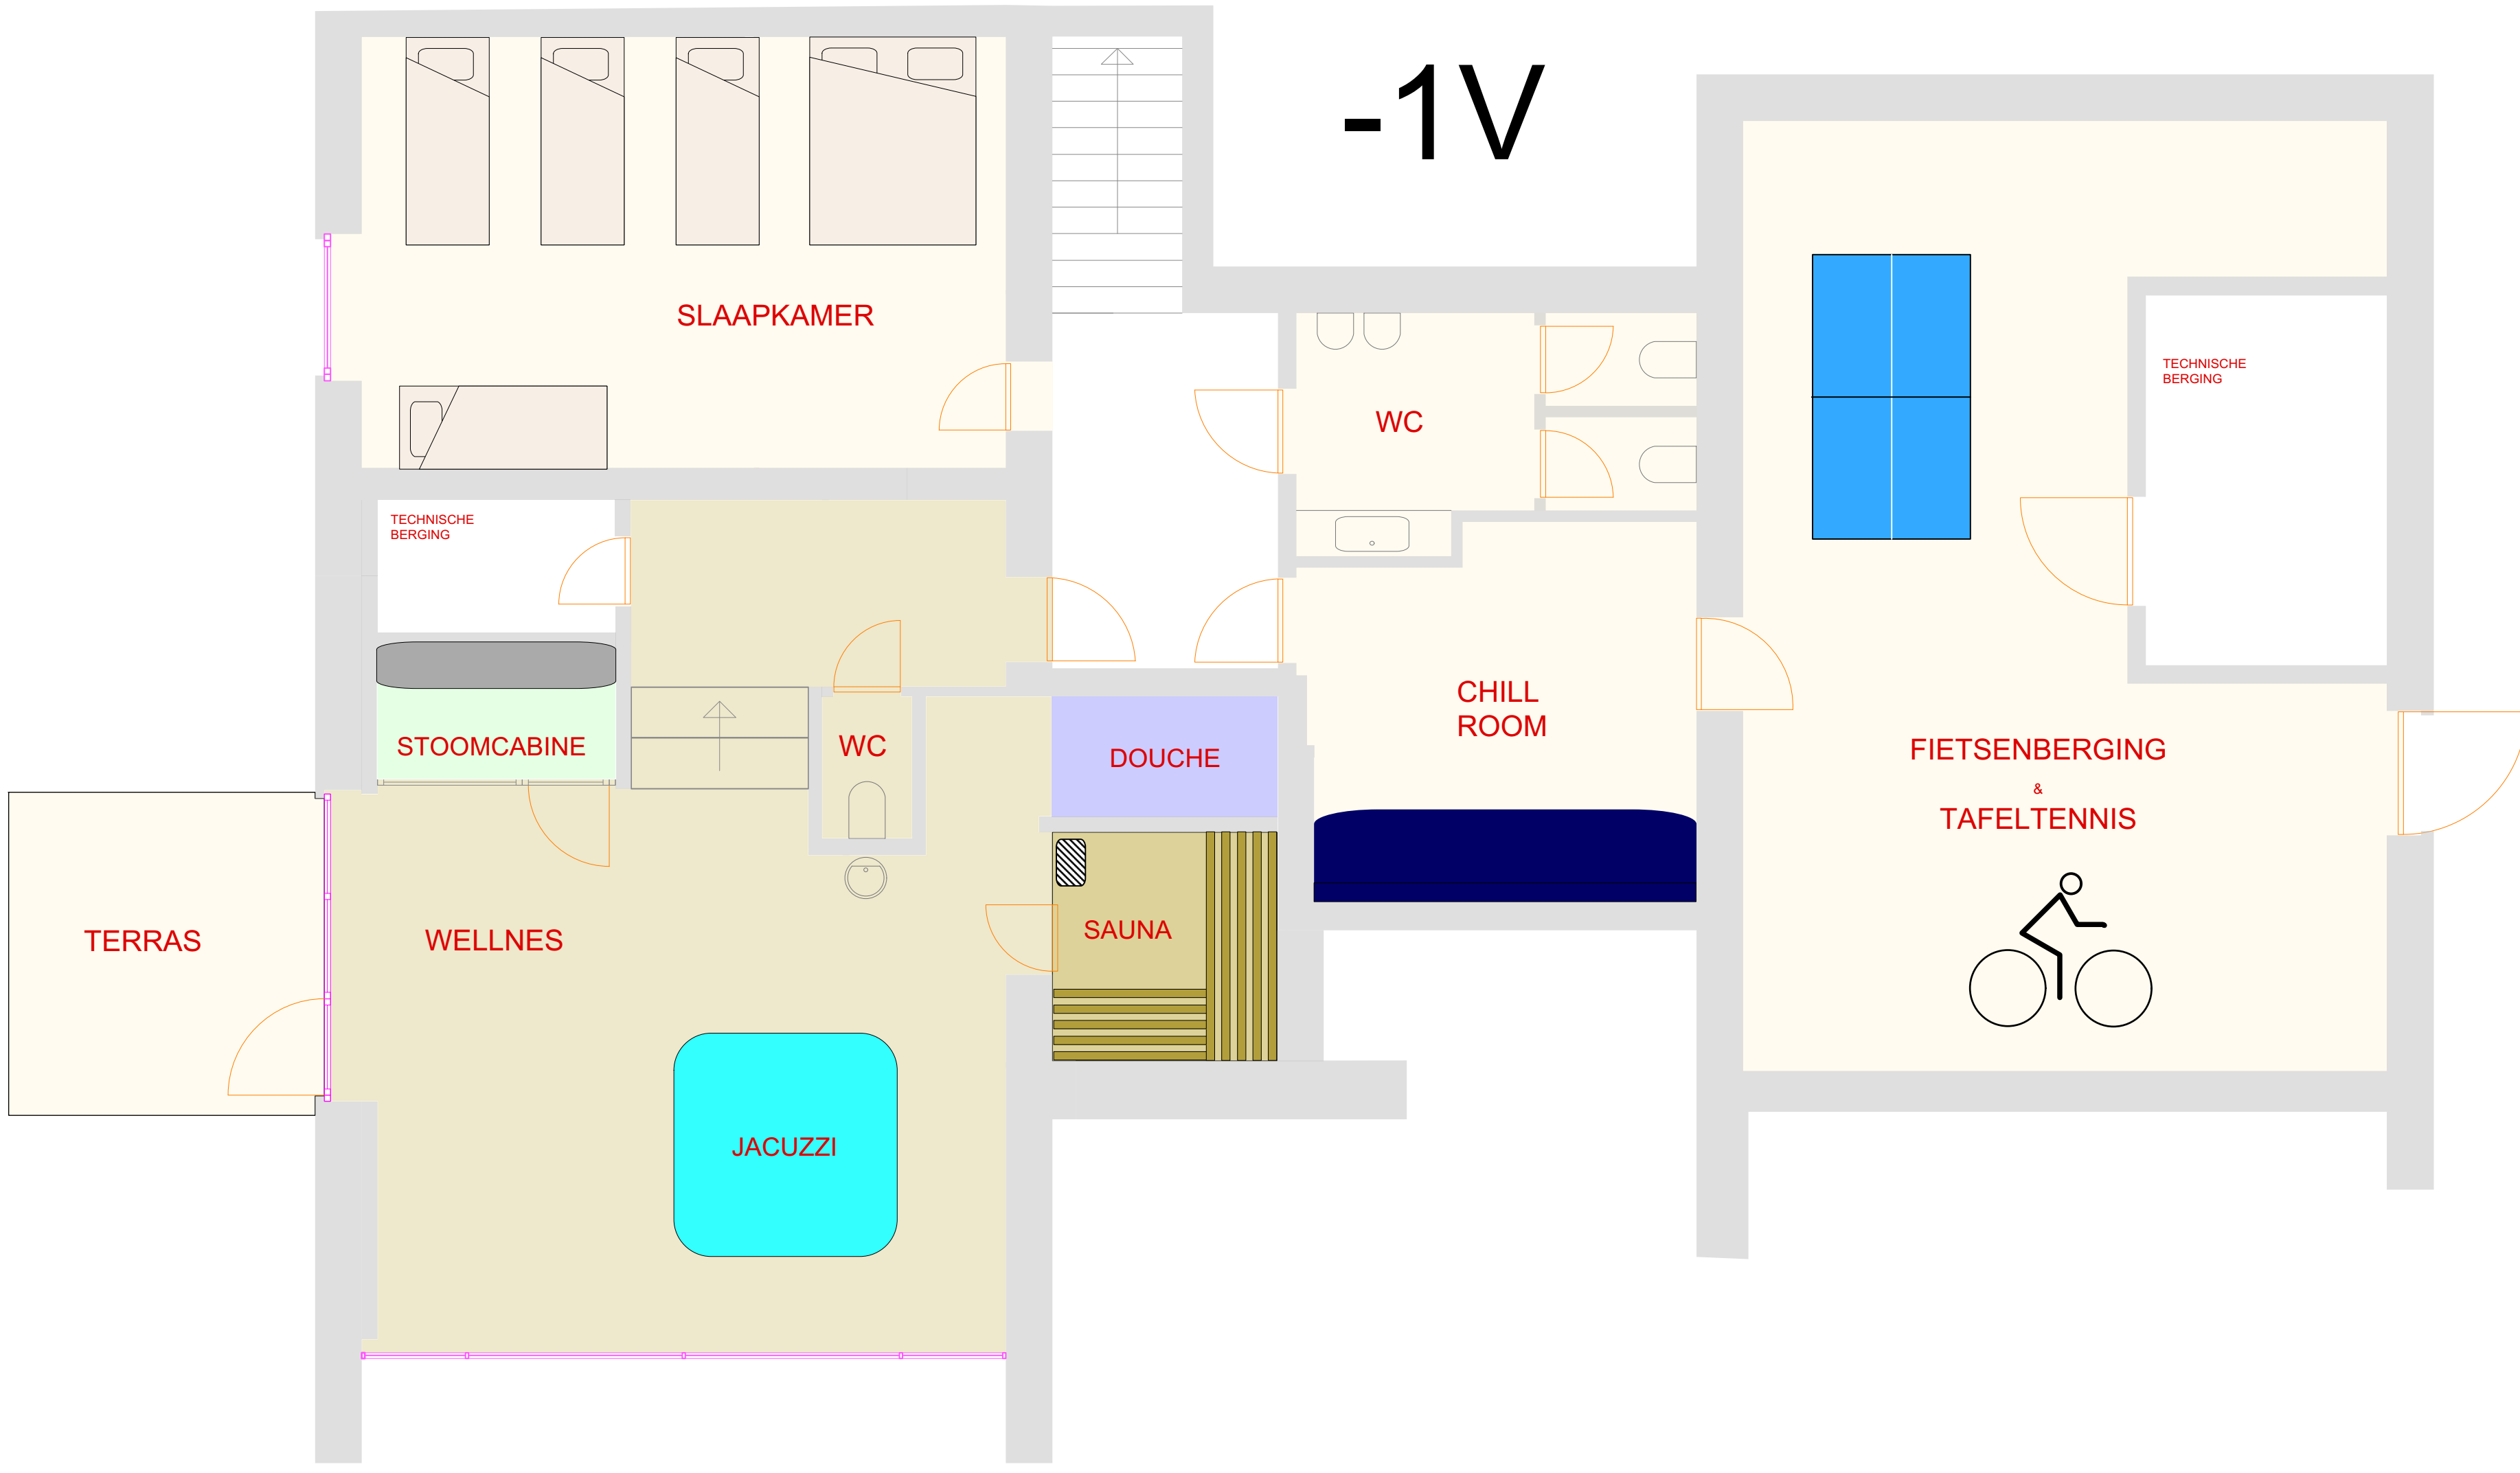 -1V
SLAAPKAMER
WC
TECHNISCHE
BERGING
TECHNISCHE
BERGING
STOOMCABINE
WC
DOUCHE
CHILL
ROOM
FIETSENBERGING
&
TAFELTENNIS
TERRAS
WELLNES
SAUNA
JACUZZI